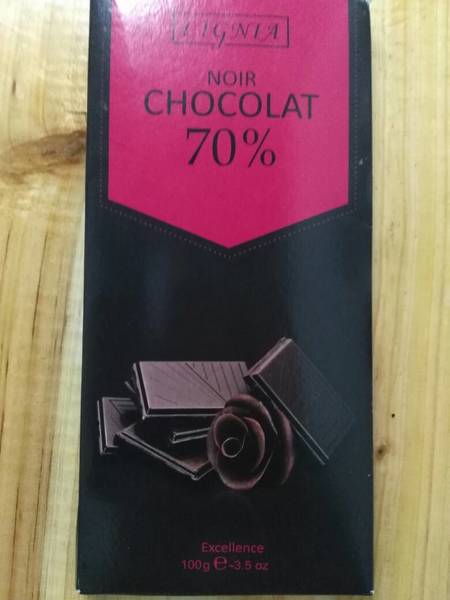 NOIR
CHOCOLAT
70%
Excellence
100g ℮-3.5 oz